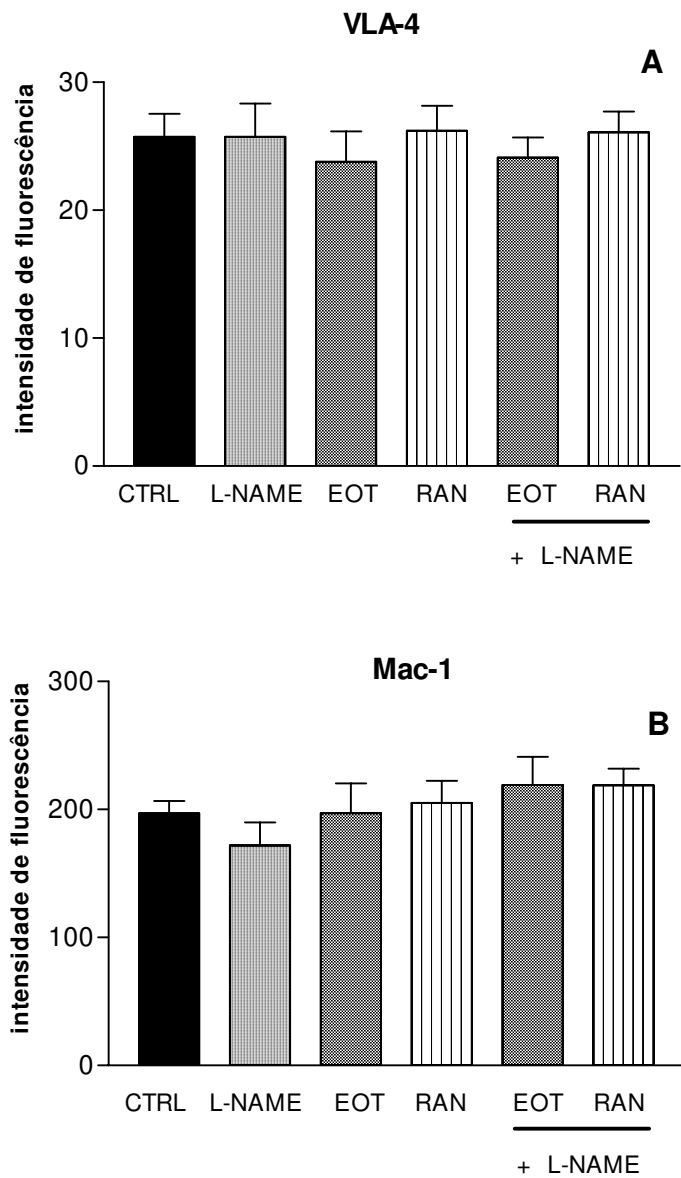 VLA-4
A
30
20
10
0
intensidade de fluorescência
CTRL L-NAME EOT RAN EOT RAN
+ L-NAME
Mac-1
B
300
200
100
0
intensidade de fluorescência
CTRL L-NAME EOT RAN EOT RAN
+ L-NAME